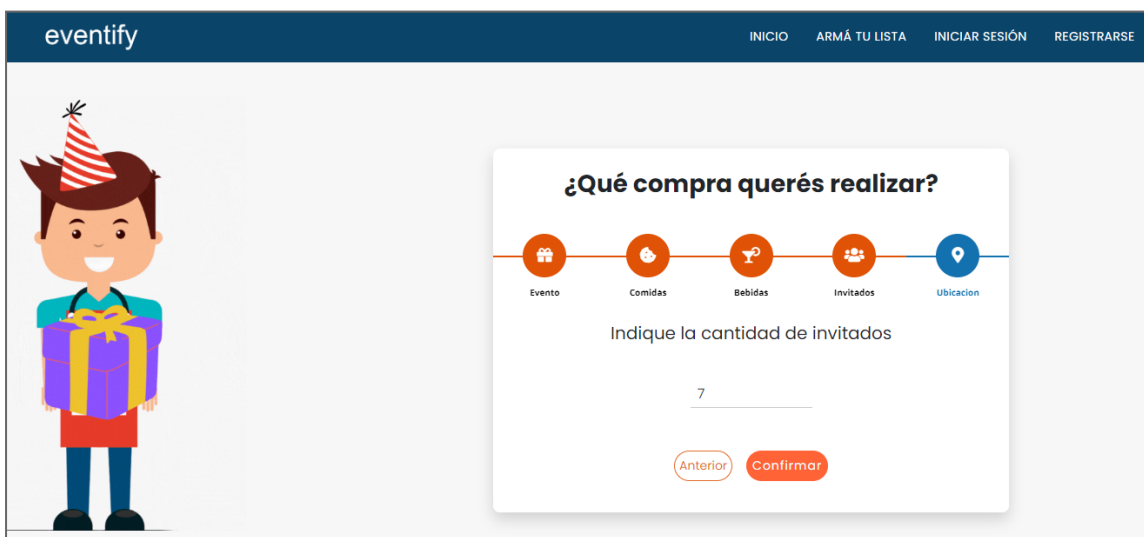 eventify
INICIO ARMÁ TU LISTA INICIAR SESIÓN REGISTRARSE
¿Qué compra querés realizar?
Evento Comidas Bebidas Invitados Ubicacion
Indique la cantidad de invitados
7
Anterior Confirmar